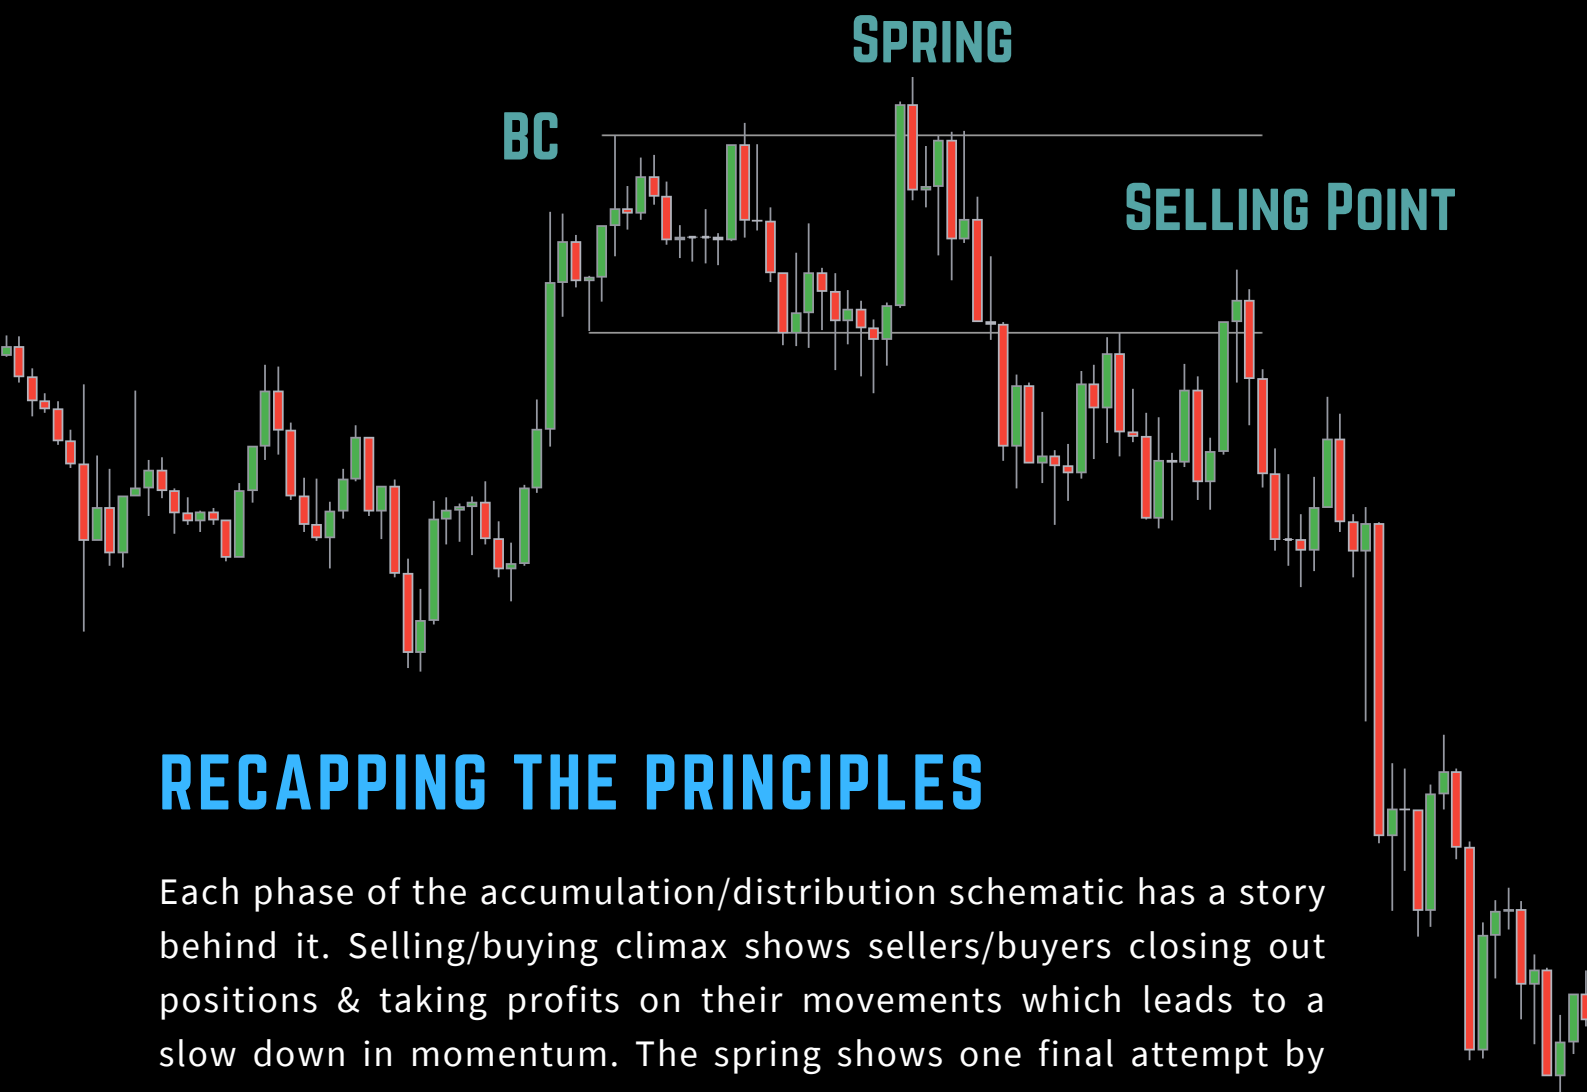 SPRING
BC
SELLING POINT
RECAPPING THE PRINCIPLES
Each phase of the accumulation/distribution schematic has a story
behind it. Selling/buying climax shows sellers/buyers closing out
positions & taking profits on their movements which leads to a
slow down in momentum. The spring shows one final attempt by